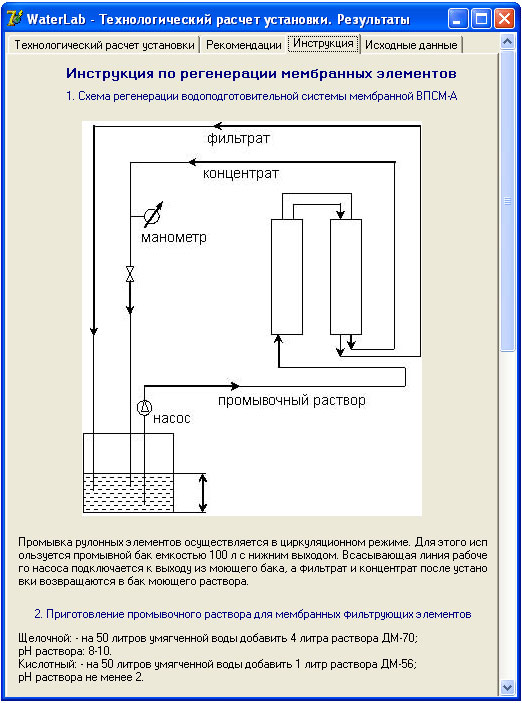 WaterLab - Технологический расчет установки. Результаты
Технологический расчет установки
Рекомендации
Инструкция
Исходные данные
Инструкция по регенерации мембранных элементов
1. Схема регенерации водоподготовительной системы мембранной ВПСМ-А
фильтрат
концентрат
манометр
промывочный раствор
насос
Промывка рулонных элементов осуществляется в циркуляционном режиме. Для этого исп
ользуется промывной бак емкостью 100 л с нижним выходом. Всасывающая линия рабоче
го насоса подключается к выходу из моющего бака, а фильтрат и концентрат после устано
вки возвращаются в бак моющего раствора.
2. Приготовление промывочного раствора для мембранных фильтрующих элементов
Щелочной: - на 50 литров умягченной воды добавить 4 литра раствора ДМ-70;
pH раствора: 8-10.
Кислотный: - на 50 литров умягченной воды добавить 1 литр раствора ДМ-56;
pH раствора не менее 2.